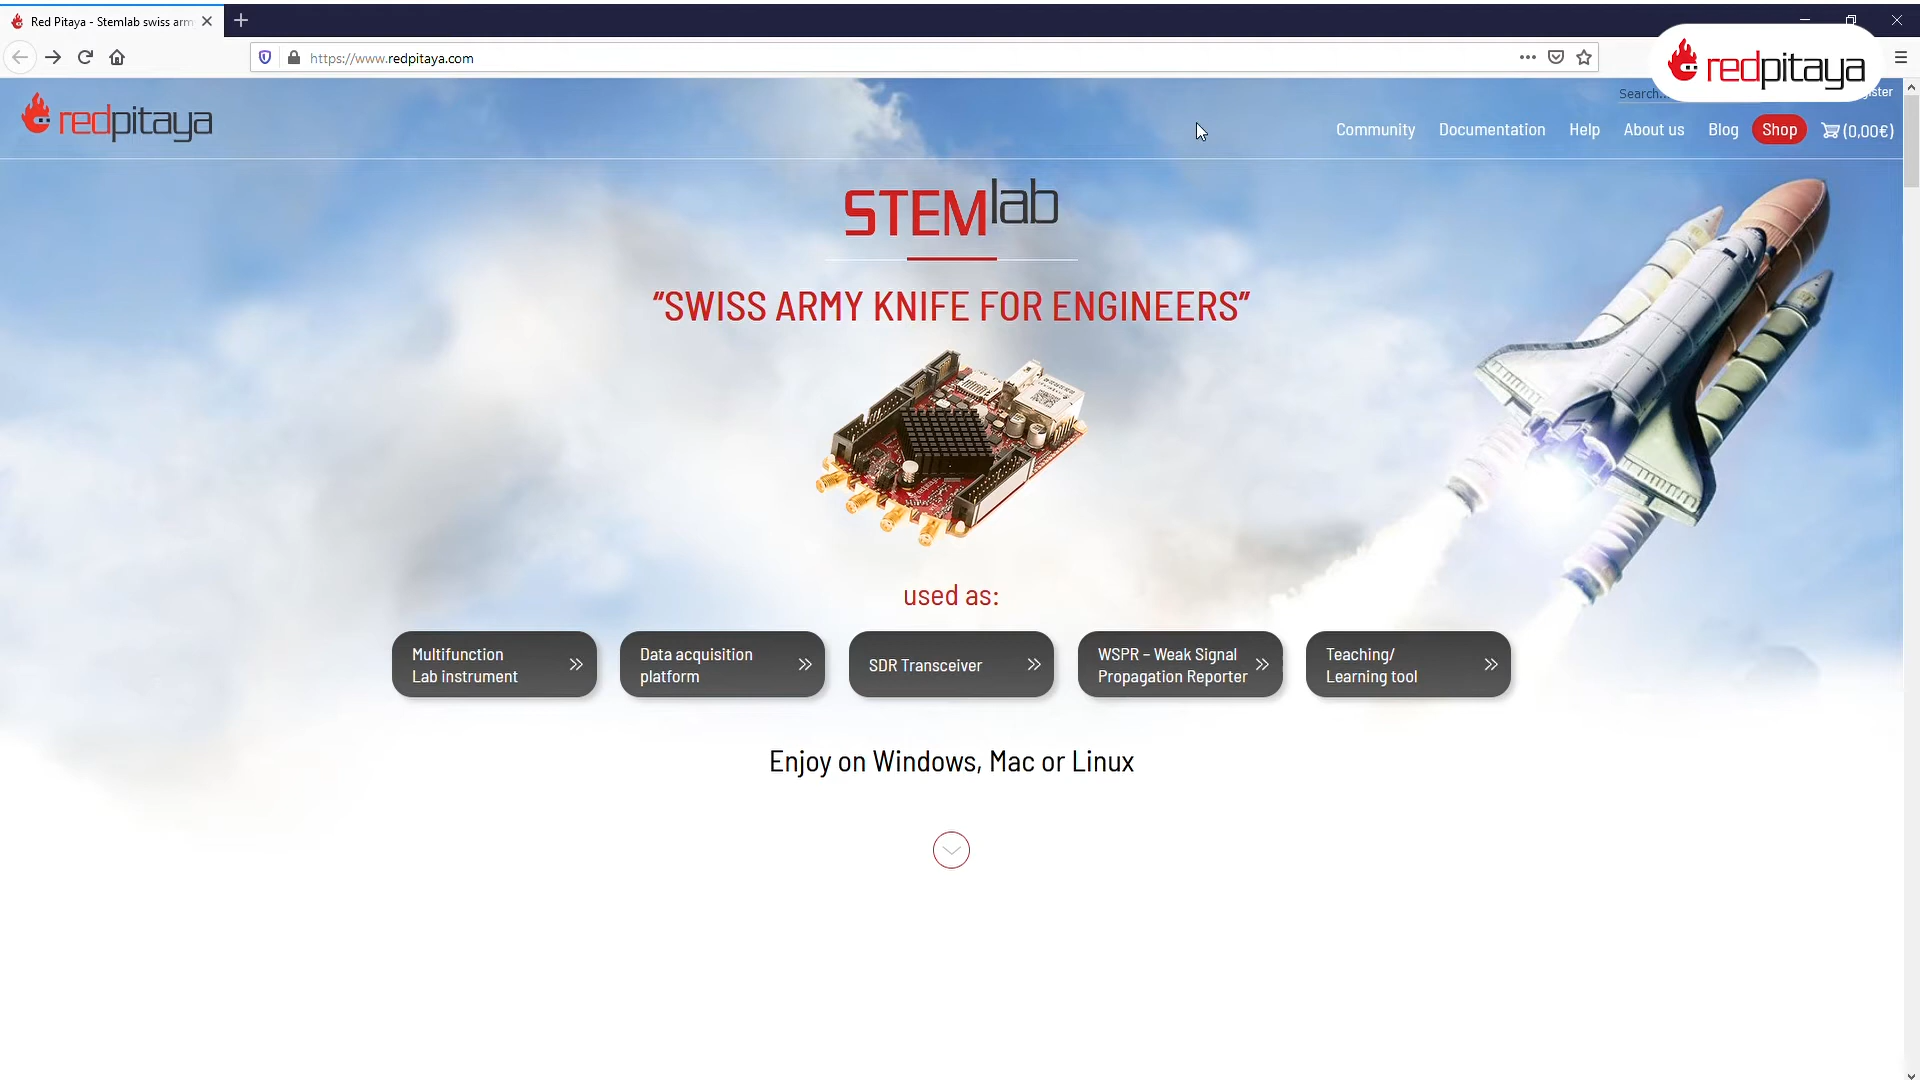 Red Pitaya - Stemlab swiss arm
https://www.redpitaya.com
redpitaya
redpitaya
Search...
Community
Documentation
Help
About us
Blog
Shop
(0,00€)
STEMlab
“SWISS ARMY KNIFE FOR ENGINEERS”
used as:
Multifunction
Lab instrument
Data acquisition
platform
SDR Transceiver
WSPR – Weak Signal
Propagation Reporter
Teaching/
Learning tool
Enjoy on Windows, Mac or Linux